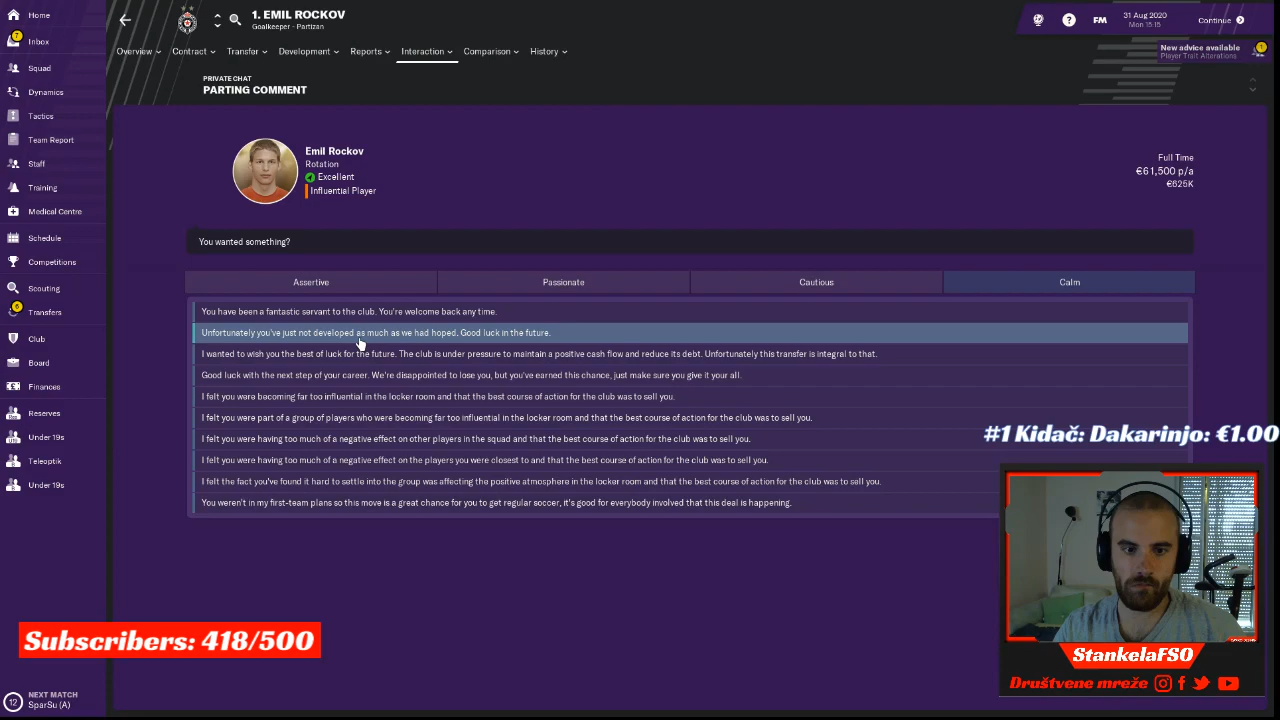 Home
1. EMIL ROCKOV
Goalkeeper - Partizan
FM
31 Aug 2020
Mon 15:15
Continue
7
Inbox
Overview
Contract
Transfer
Development
Reports
Interaction
Comparison
History
New advice available
Player Trait Alterations
1
Squad
Dynamics
Tactics
Team Report
Staff
Training
Medical Centre
Schedule
Competitions
Scouting
6
Transfers
Club
Board
Finances
Reserves
Under 19s
Teleoptik
Under 19s
PRIVATE CHAT
PARTING COMMENT
Emil Rockov
Rotation
Excellent
Influential Player
Full Time
€61,500 p/a
€625K
You wanted something?
Assertive
Passionate
Cautious
Calm
You have been a fantastic servant to the club. You're welcome back any time.
Unfortunately you've just not developed as much as we had hoped. Good luck in the future.
I wanted to wish you the best of luck for the future. The club is under pressure to maintain a positive cash flow and reduce its debt. Unfortunately this transfer is integral to that.
Good luck with the next step of your career. We're disappointed to lose you, but you've earned this chance, just make sure you give it your all.
I felt you were becoming far too influential in the locker room and that the best course of action for the club was to sell you.
I felt you were part of a group of players who were becoming far too influential in the locker room and that the best course of action for the club was to sell you.
I felt you were having too much of a negative effect on other players in the squad and that the best course of action for the club was to sell you.
I felt you were having too much of a negative effect on the players you were closest to and that the best course of action for the club was to sell you.
I felt the fact you've found it hard to settle into the group was affecting the positive atmosphere in the locker room and that the best course of action for the club was to sell you.
You weren't in my first-team plans so this move is a great chance for you to get regular football, it's good for everybody involved that this deal is happening.
#1 Kidač: Dakarinjo: €1.00
Subscribers: 418/500
StankelaFSO
Društvene mreže
12
NEXT MATCH
SparSu (A)